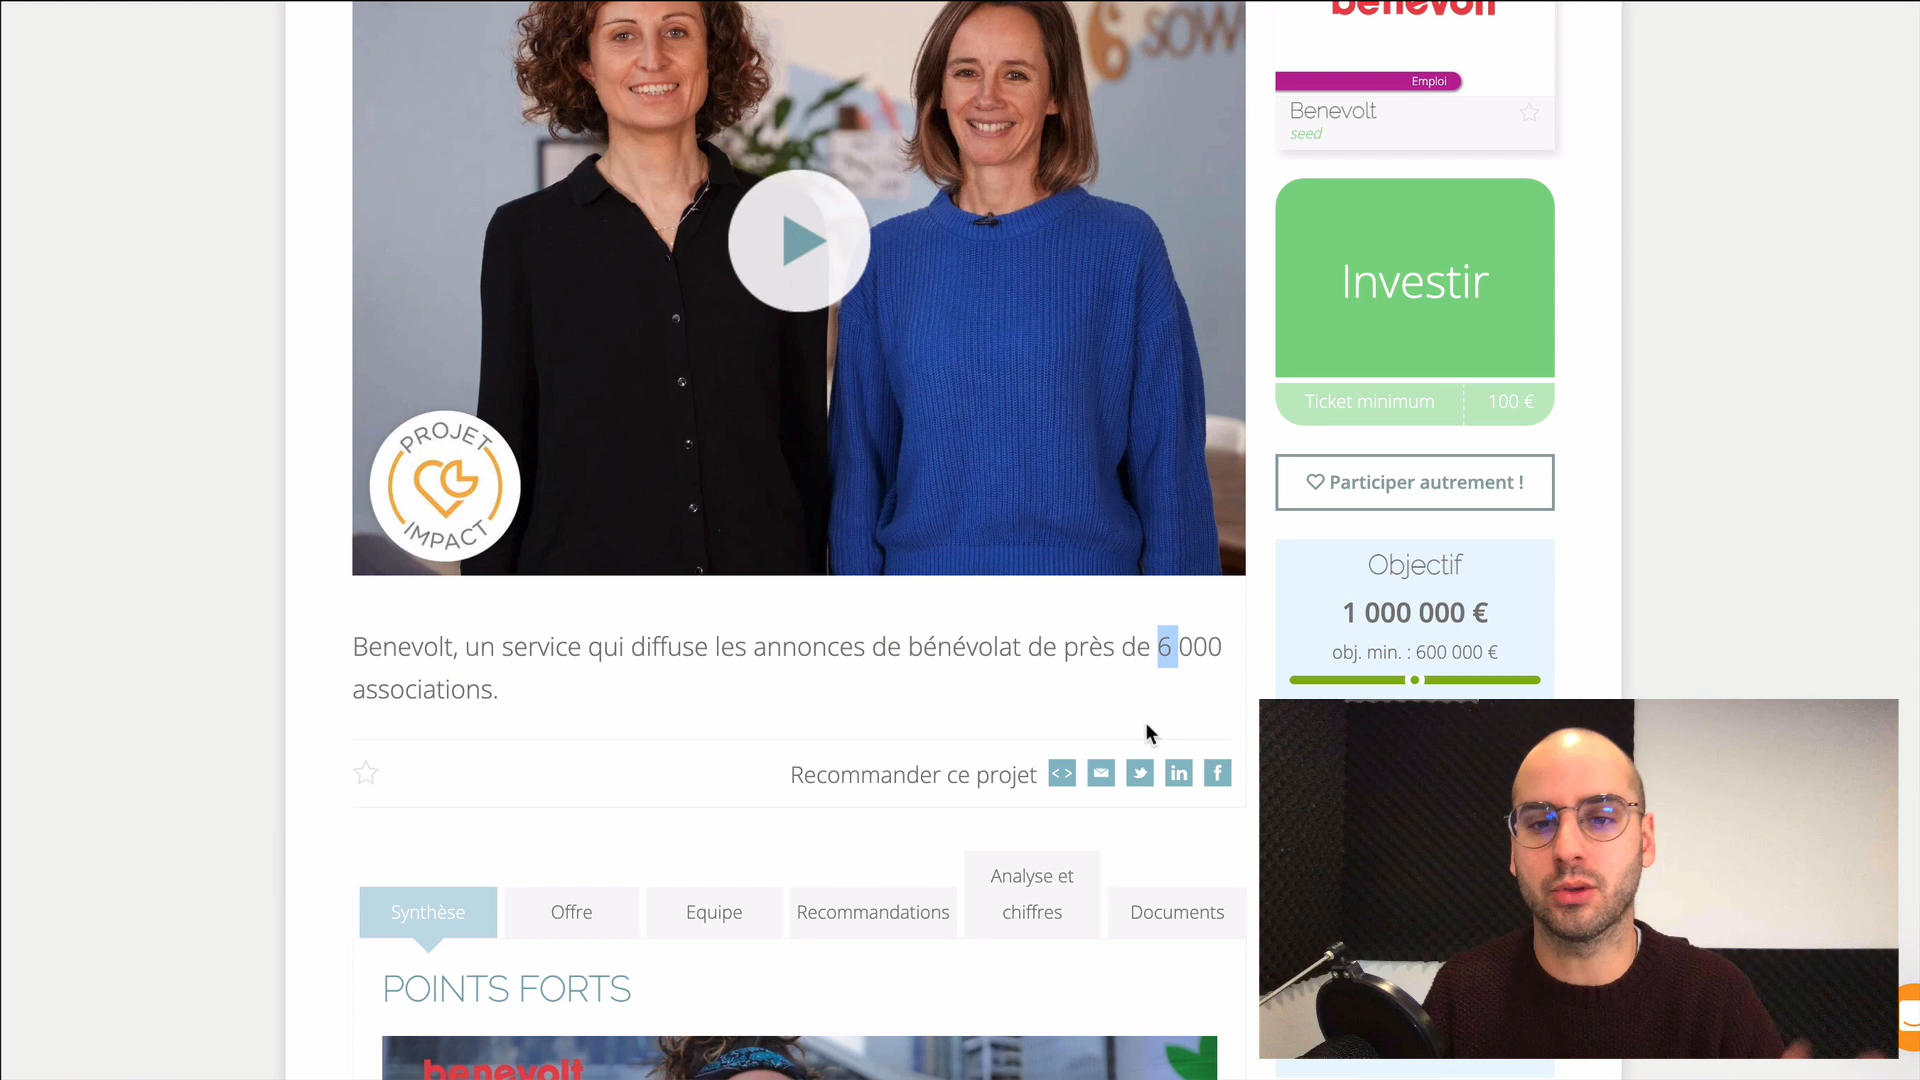 SOW
PROJET
IMPACT
Benevolt, un service qui diffuse les annonces de bénévolat de près de 6 000
associations.
Recommander ce projet
Synthèse
Offre
Equipe
Recommandations
Analyse et
chiffres
Documents
POINTS FORTS
benevolt
benevolt
Emploi
Benevolt
seed
Investir
Ticket minimum
100 €
Participer autrement !
Objectif
1 000 000 €
obj. min. : 600 000 €